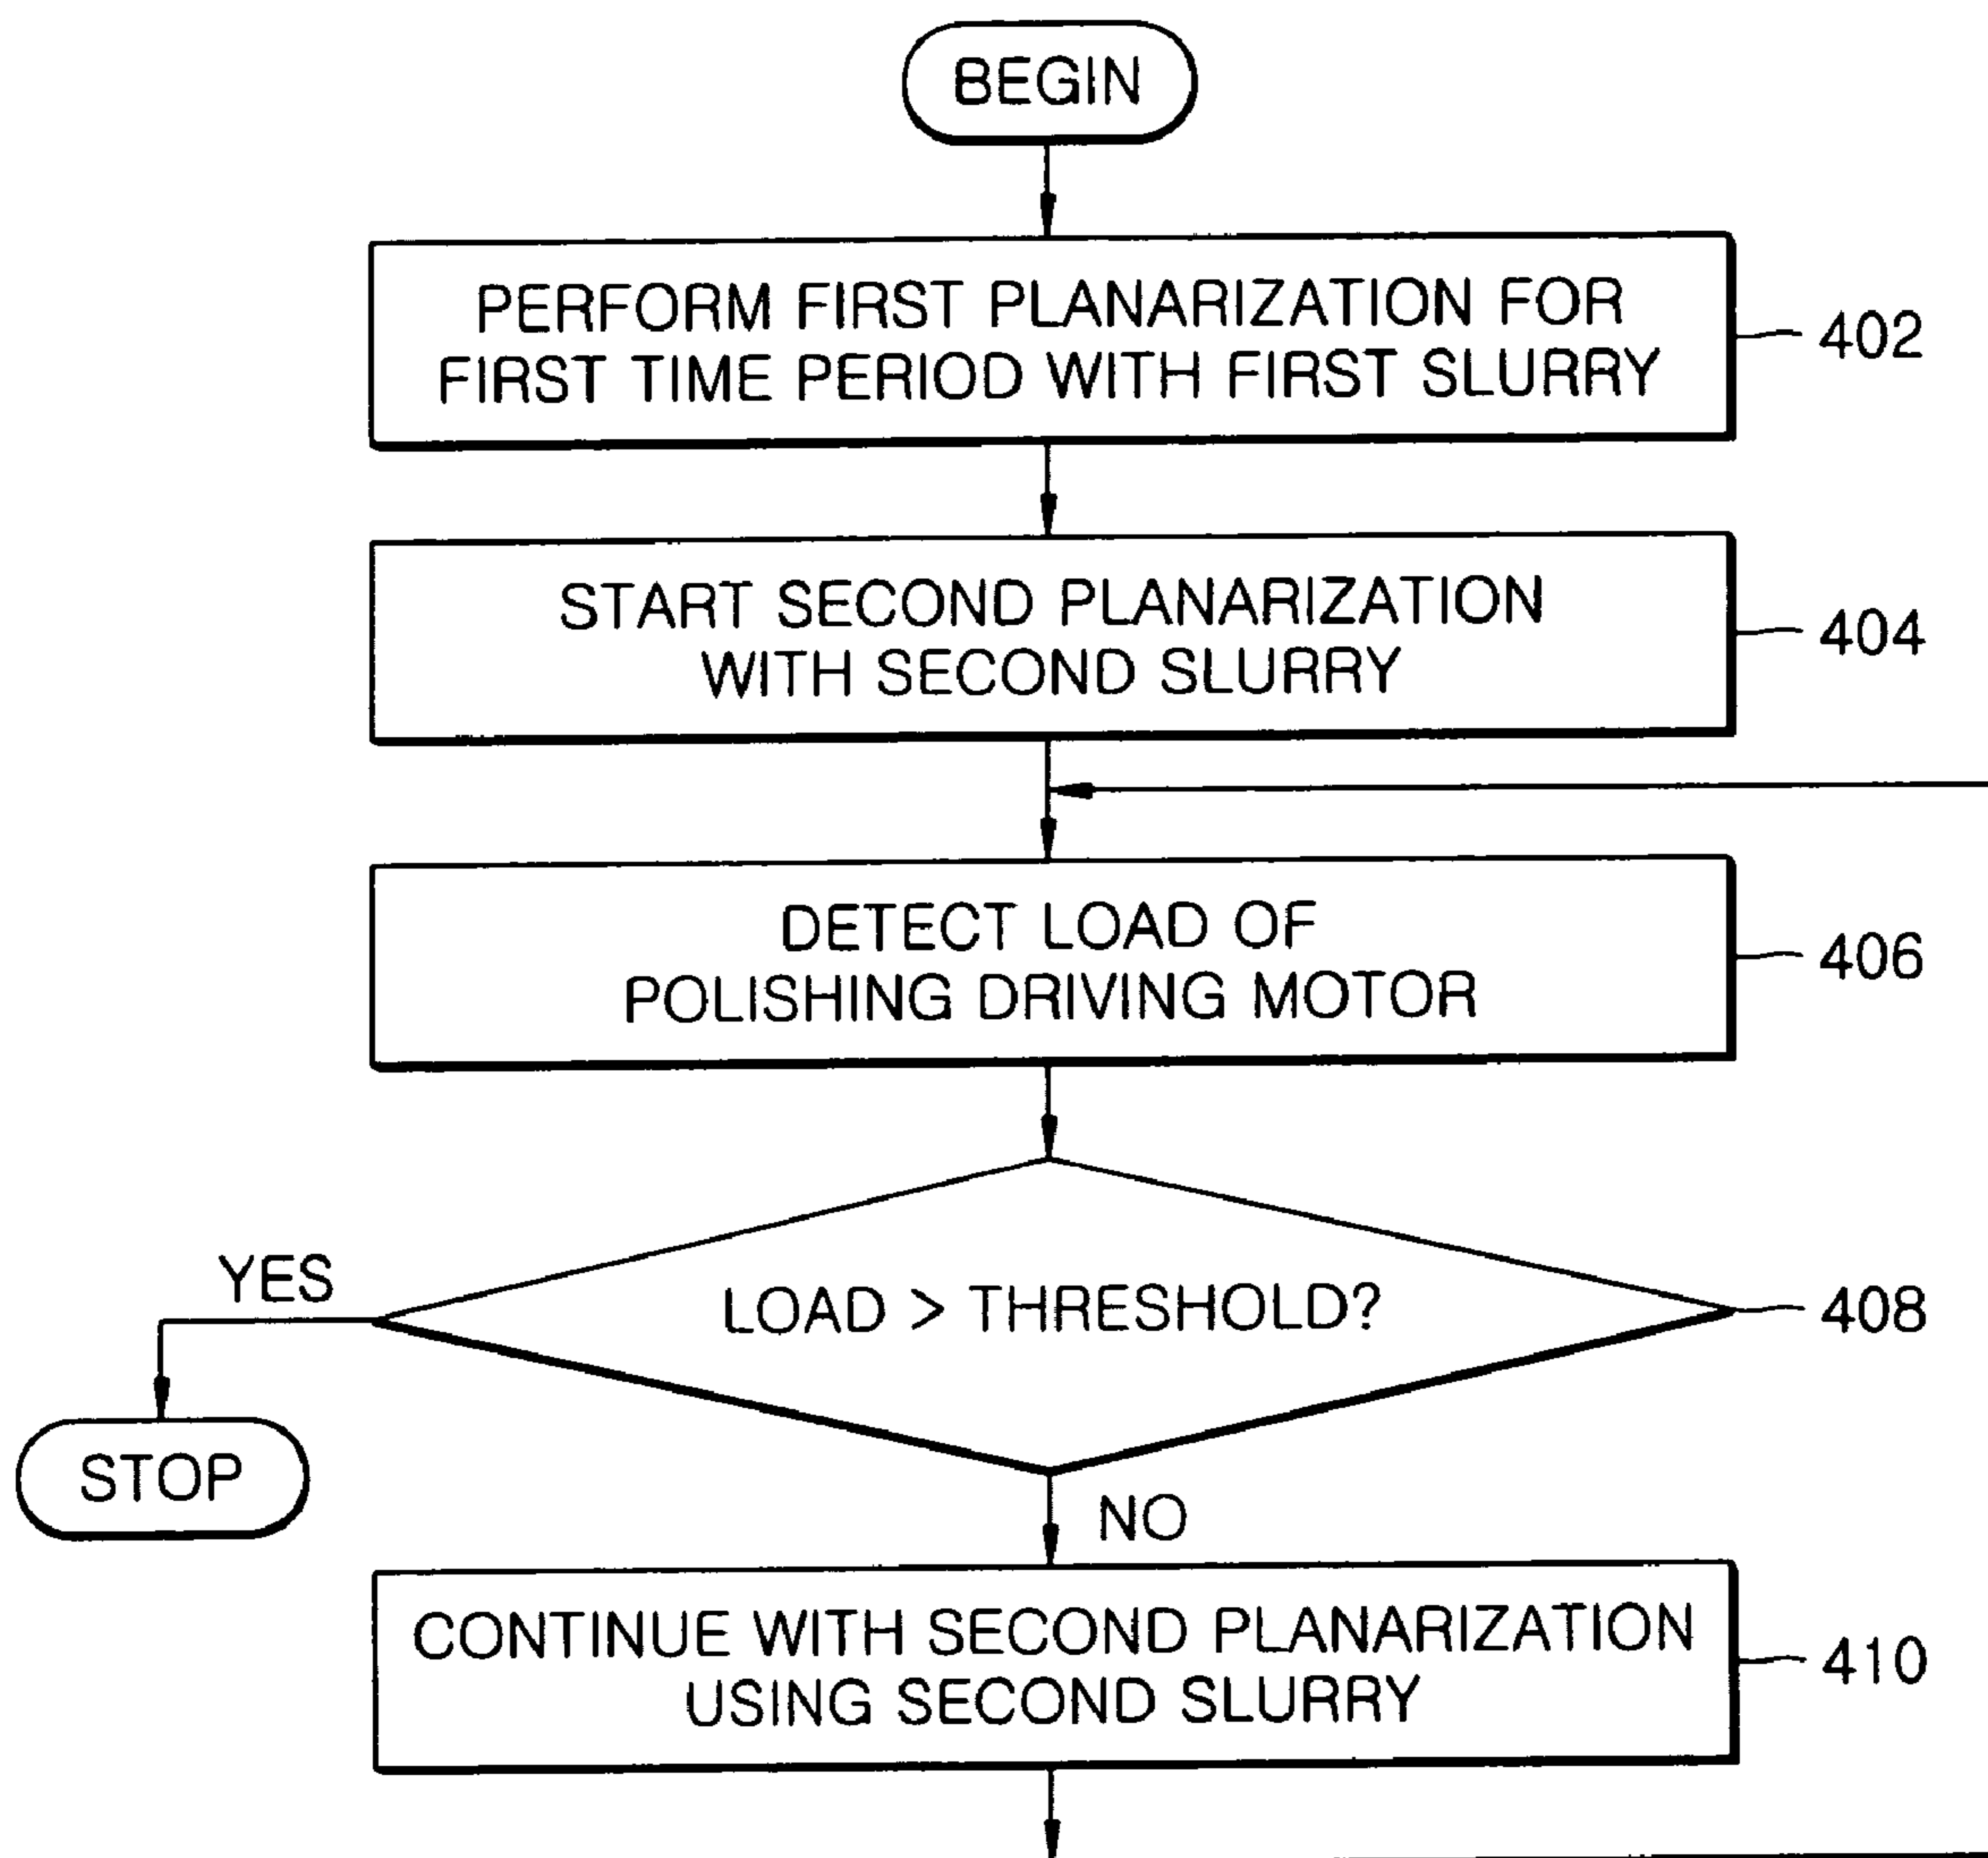 BEGIN
PERFORM FIRST PLANARIZATION FOR
FIRST TIME PERIOD WITH FIRST SLURRY
402
START SECOND PLANARIZATION
WITH SECOND SLURRY
404
DETECT LOAD OF
POLISHING DRIVING MOTOR
406
YES
LOAD > THRESHOLD?
408
STOP
NO
CONTINUE WITH SECOND PLANARIZATION
USING SECOND SLURRY
410